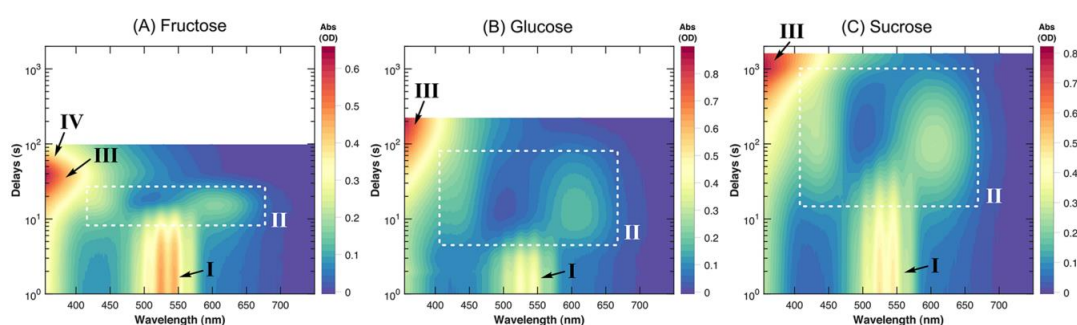 (A) Fructose
Abs
(OD)
10³
10²
10¹
10⁰
Delays (s)
IV
III
II
I
400 450 500 550 600 650 700
Wavelength (nm)
0.6
0.5
0.4
0.3
0.2
0.1
0
(B) Glucose
Abs
(OD)
10³
10²
10¹
10⁰
Delays (s)
III
II
I
400 450 500 550 600 650 700
Wavelength (nm)
0.8
0.7
0.6
0.5
0.4
0.3
0.2
0.1
0
(C) Sucrose
Abs
(OD)
10³
10²
10¹
10⁰
Delays (s)
III
II
I
400 450 500 550 600 650 700
Wavelength (nm)
0.8
0.7
0.6
0.5
0.4
0.3
0.2
0.1
0